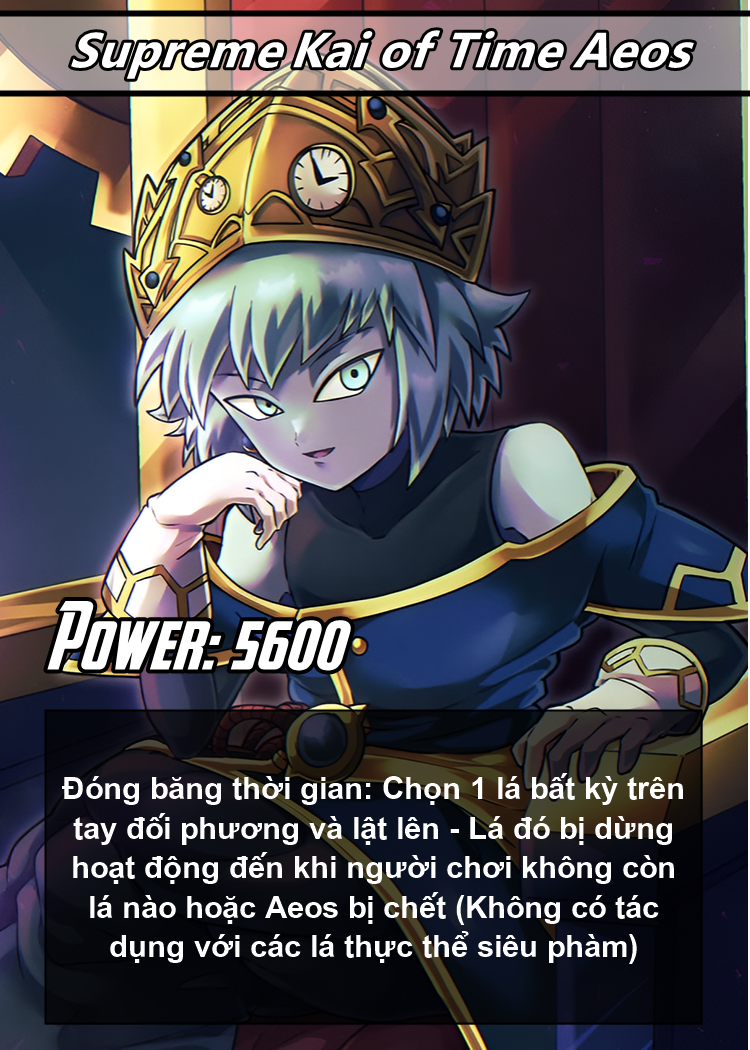 Supreme Kai of Time Aeos
Power: 5600
Đóng băng thời gian: Chọn 1 lá bất kỳ trên
tay đối phương và lật lên - Lá đó bị dừng
hoạt động đến khi người chơi không còn
lá nào hoặc Aeos bị chết (Không có tác
dụng với các lá thực thể siêu phàm)